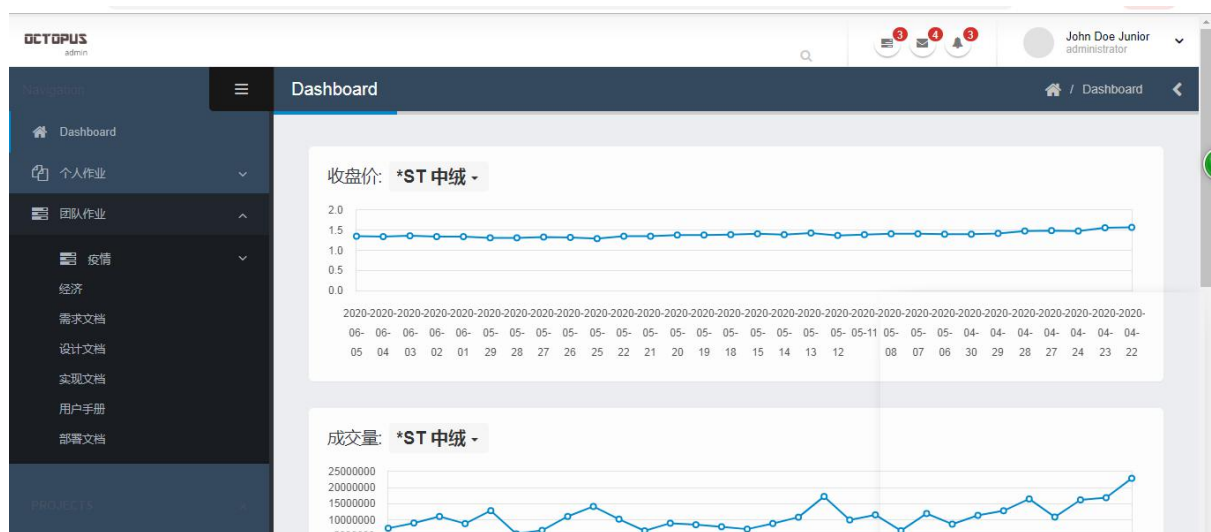 OCTOPUS
admin
3
4
3
John Doe Junior
administrator
Navigation
Dashboard
/ Dashboard
Dashboard
个人作业
团队作业
疫情
经济
需求文档
设计文档
实现文档
用户手册
部署文档
PROJECTS
收盘价: *ST 中绒
2.0
1.5
1.0
0.5
0.0
2020-2020-2020-2020-2020-2020-2020-2020-2020-2020-2020-2020-2020-2020-2020-2020-2020-2020-2020-2020-2020-2020-2020-2020-2020-2020-2020-2020-2020-2020-
06- 06- 06- 06- 06- 05- 05- 05- 05- 05- 05- 05- 05- 05- 05- 05- 05- 05- 05- 05-11 05- 05- 05- 04- 04- 04- 04- 04- 04- 04-
05 04 03 02 01 29 28 27 26 25 22 21 20 19 18 15 14 13 12 08 07 06 30 29 28 27 24 23 22
成交量: *ST 中绒
25000000
20000000
15000000
10000000